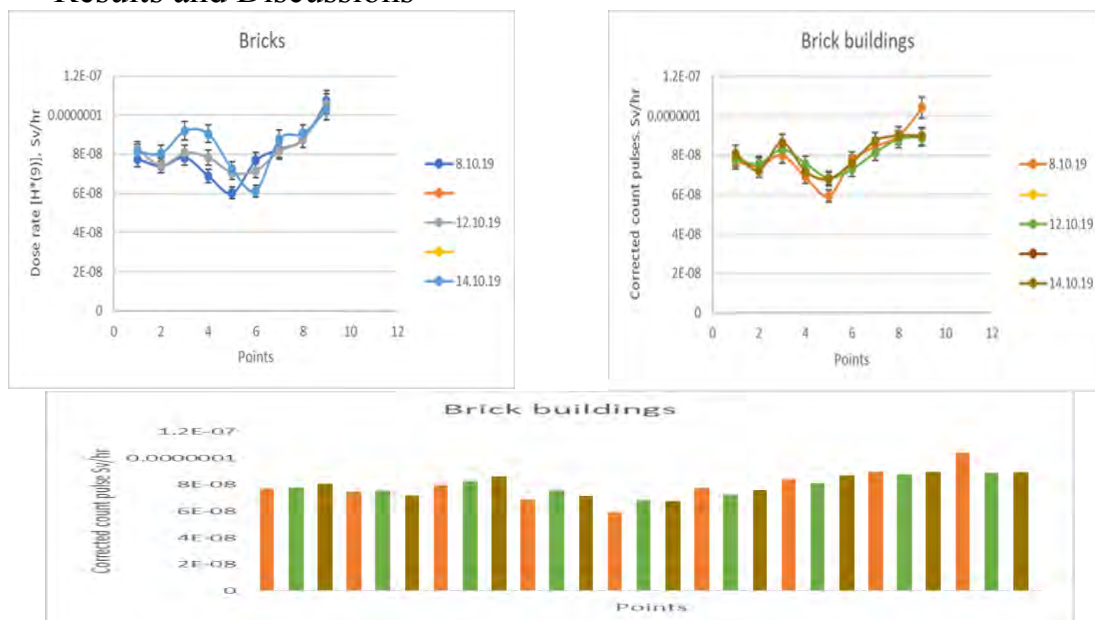 Results and Discussions
Bricks
1.2E-07
0.0000001
8E-08
6E-08
4E-08
2E-08
0
Dose rate [H*(9)]. Sv/hr
0 2 4 6 8 10 12
Points
8.10.19
12.10.19
14.10.19
Brick buildings
1.2E-07
0.0000001
8E-08
6E-08
4E-08
2E-08
0
Corrected count pulses. Sv/hr
0 2 4 6 8 10 12
Points
8.10.19
12.10.19
14.10.19
Brick buildings
1.2E-07
0.0000001
8E-08
6E-08
4E-08
2E-08
0
Corrected count pulse Sv/hr
Points